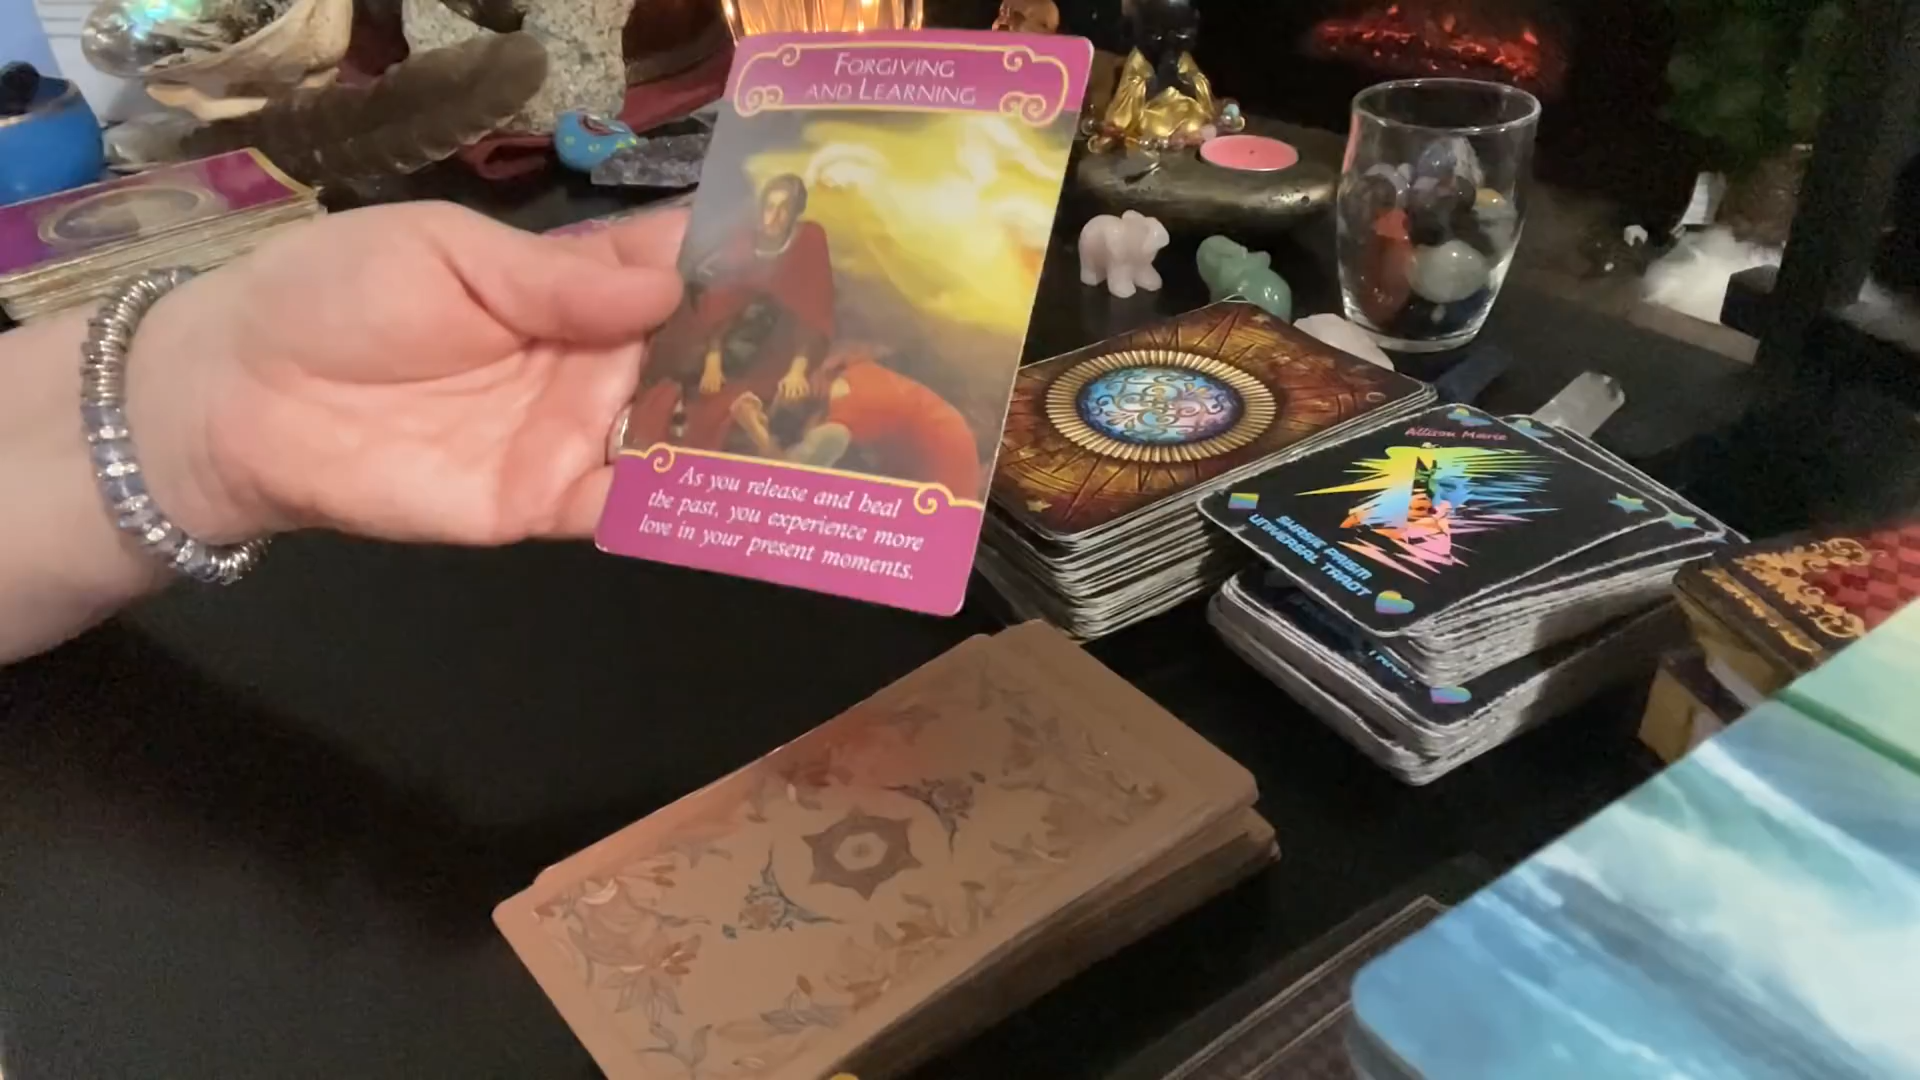 FORGIVING
AND LEARNING
As you release and heal
the past, you experience more
love in your present moments.
Allison Marie
PRISM
UNIVERSAL TAROT